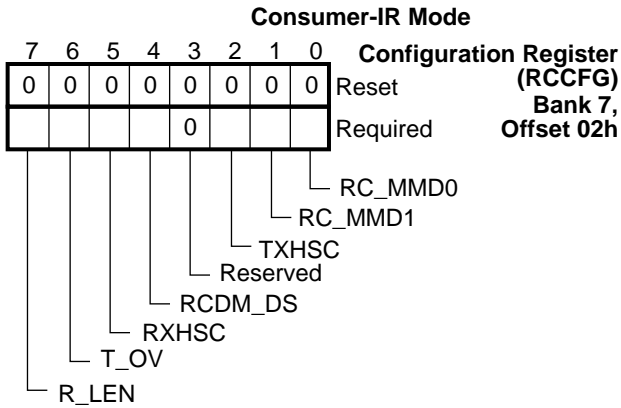 Consumer-IR Mode
7 6 5 4 3 2 1 0 Configuration Register
(RCCFG)
0 0 0 0 0 0 0 0 Reset
Bank 7,
0 Required Offset 02h
RC_MMD0
RC_MMD1
TXHSC
Reserved
RCDM_DS
RXHSC
T_OV
R_LEN